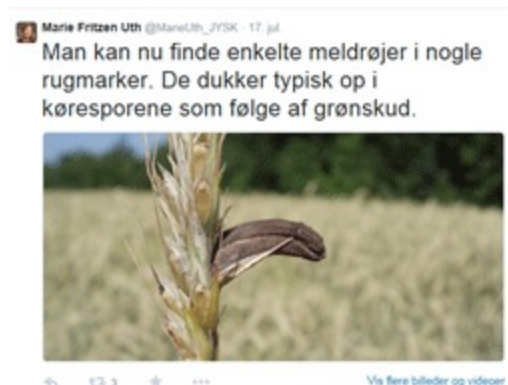 Marie Fritzen Uth @MarieUth_JYSK · 17. jul.
Man kan nu finde enkelte meldrøjer i nogle
rugmarker. De dukker typisk op i
køresporene som følge af grønskud.
Vis flere billeder og videoer